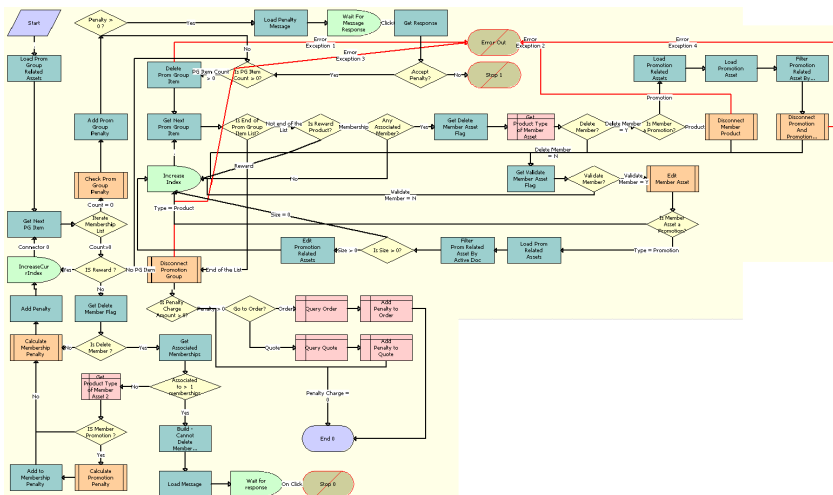 Start
Penalty >
0 ?
Yes
Load Penalty
Message
Wait For
Message
Response
Click
Get Response
Error
Exception 1
Error Out
Error
Exception 2
Error
Exception 4
Error
Exception 3
No
Load Prom
Group
Related
Assets
Delete
Prom Group
Item
PG Item Count
> 0
Is PG Item
Count > 0?
Yes
Accept
Penalty?
No
Stop 1
Load
Promotion
Related
Assets
Load
Promotion
Asset
Filter
Promotion
Related
Asset By...
Promotion
Add Prom
Group
Penalty
Get Next
Prom Group
Item
Is End of
Prom Group
Item List?
Not end of the
List
Is Reward
Product?
Membership
Any
Associated
Member?
Yes
Get Delete
Member Asset
Flag
Get
Product Type
of Member
Asset
Delete
Member?
Delete Member
= Y
Is Member
a Promotion?
Product
Disconnect
Member
Product
Disconnect
Promotion
And
Promotion...
Delete Member
= N
Check Prom
Group
Penalty
Increase
Index
Reward
No
Get Validate
Member Asset
Flag
Validate
Member?
Validate
Member = Y
Edit
Member Asset
Validate
Member = N
Count = 0
Type = Product
Size = 0
Get Next
PG Item
Iterate
Membership
List
Is Member
Asset a
Promotion?
Connector 0
Count>0
Edit
Promotion
Related
Assets
Size > 0
Is Size > 0?
Filter
Prom Related
Asset By
Active Doc
Load Prom
Related
Assets
Type = Promotion
IncreaseCur
rIndex
Yes
IS Reward ?
No PG Item
Disconnect
Promotion
Group
End of the List
No
Add Penalty
Get Delete
Member Flag
Is Penalty
Charge
Amount > 0?
Penalty > 0
Go to Order?
Order
Query Order
Add
Penalty to
Order
Calculate
Membership
Penalty
No
Is Delete
Member ?
Yes
Get
Associated
Memberships
Quote
Query Quote
Add
Penalty to
Quote
Get
Product Type
of Member
Asset 2
No
Associated
to > 1
memberships
Penalty Charge =
0
No
Yes
IS Member
Promotion ?
Build -
Cannot
Delete
Member...
End 0
Yes
Add to
Membership
Penalty
Calculate
Promotion
Penalty
Load Message
Wait for
response
On Click
Stop 0